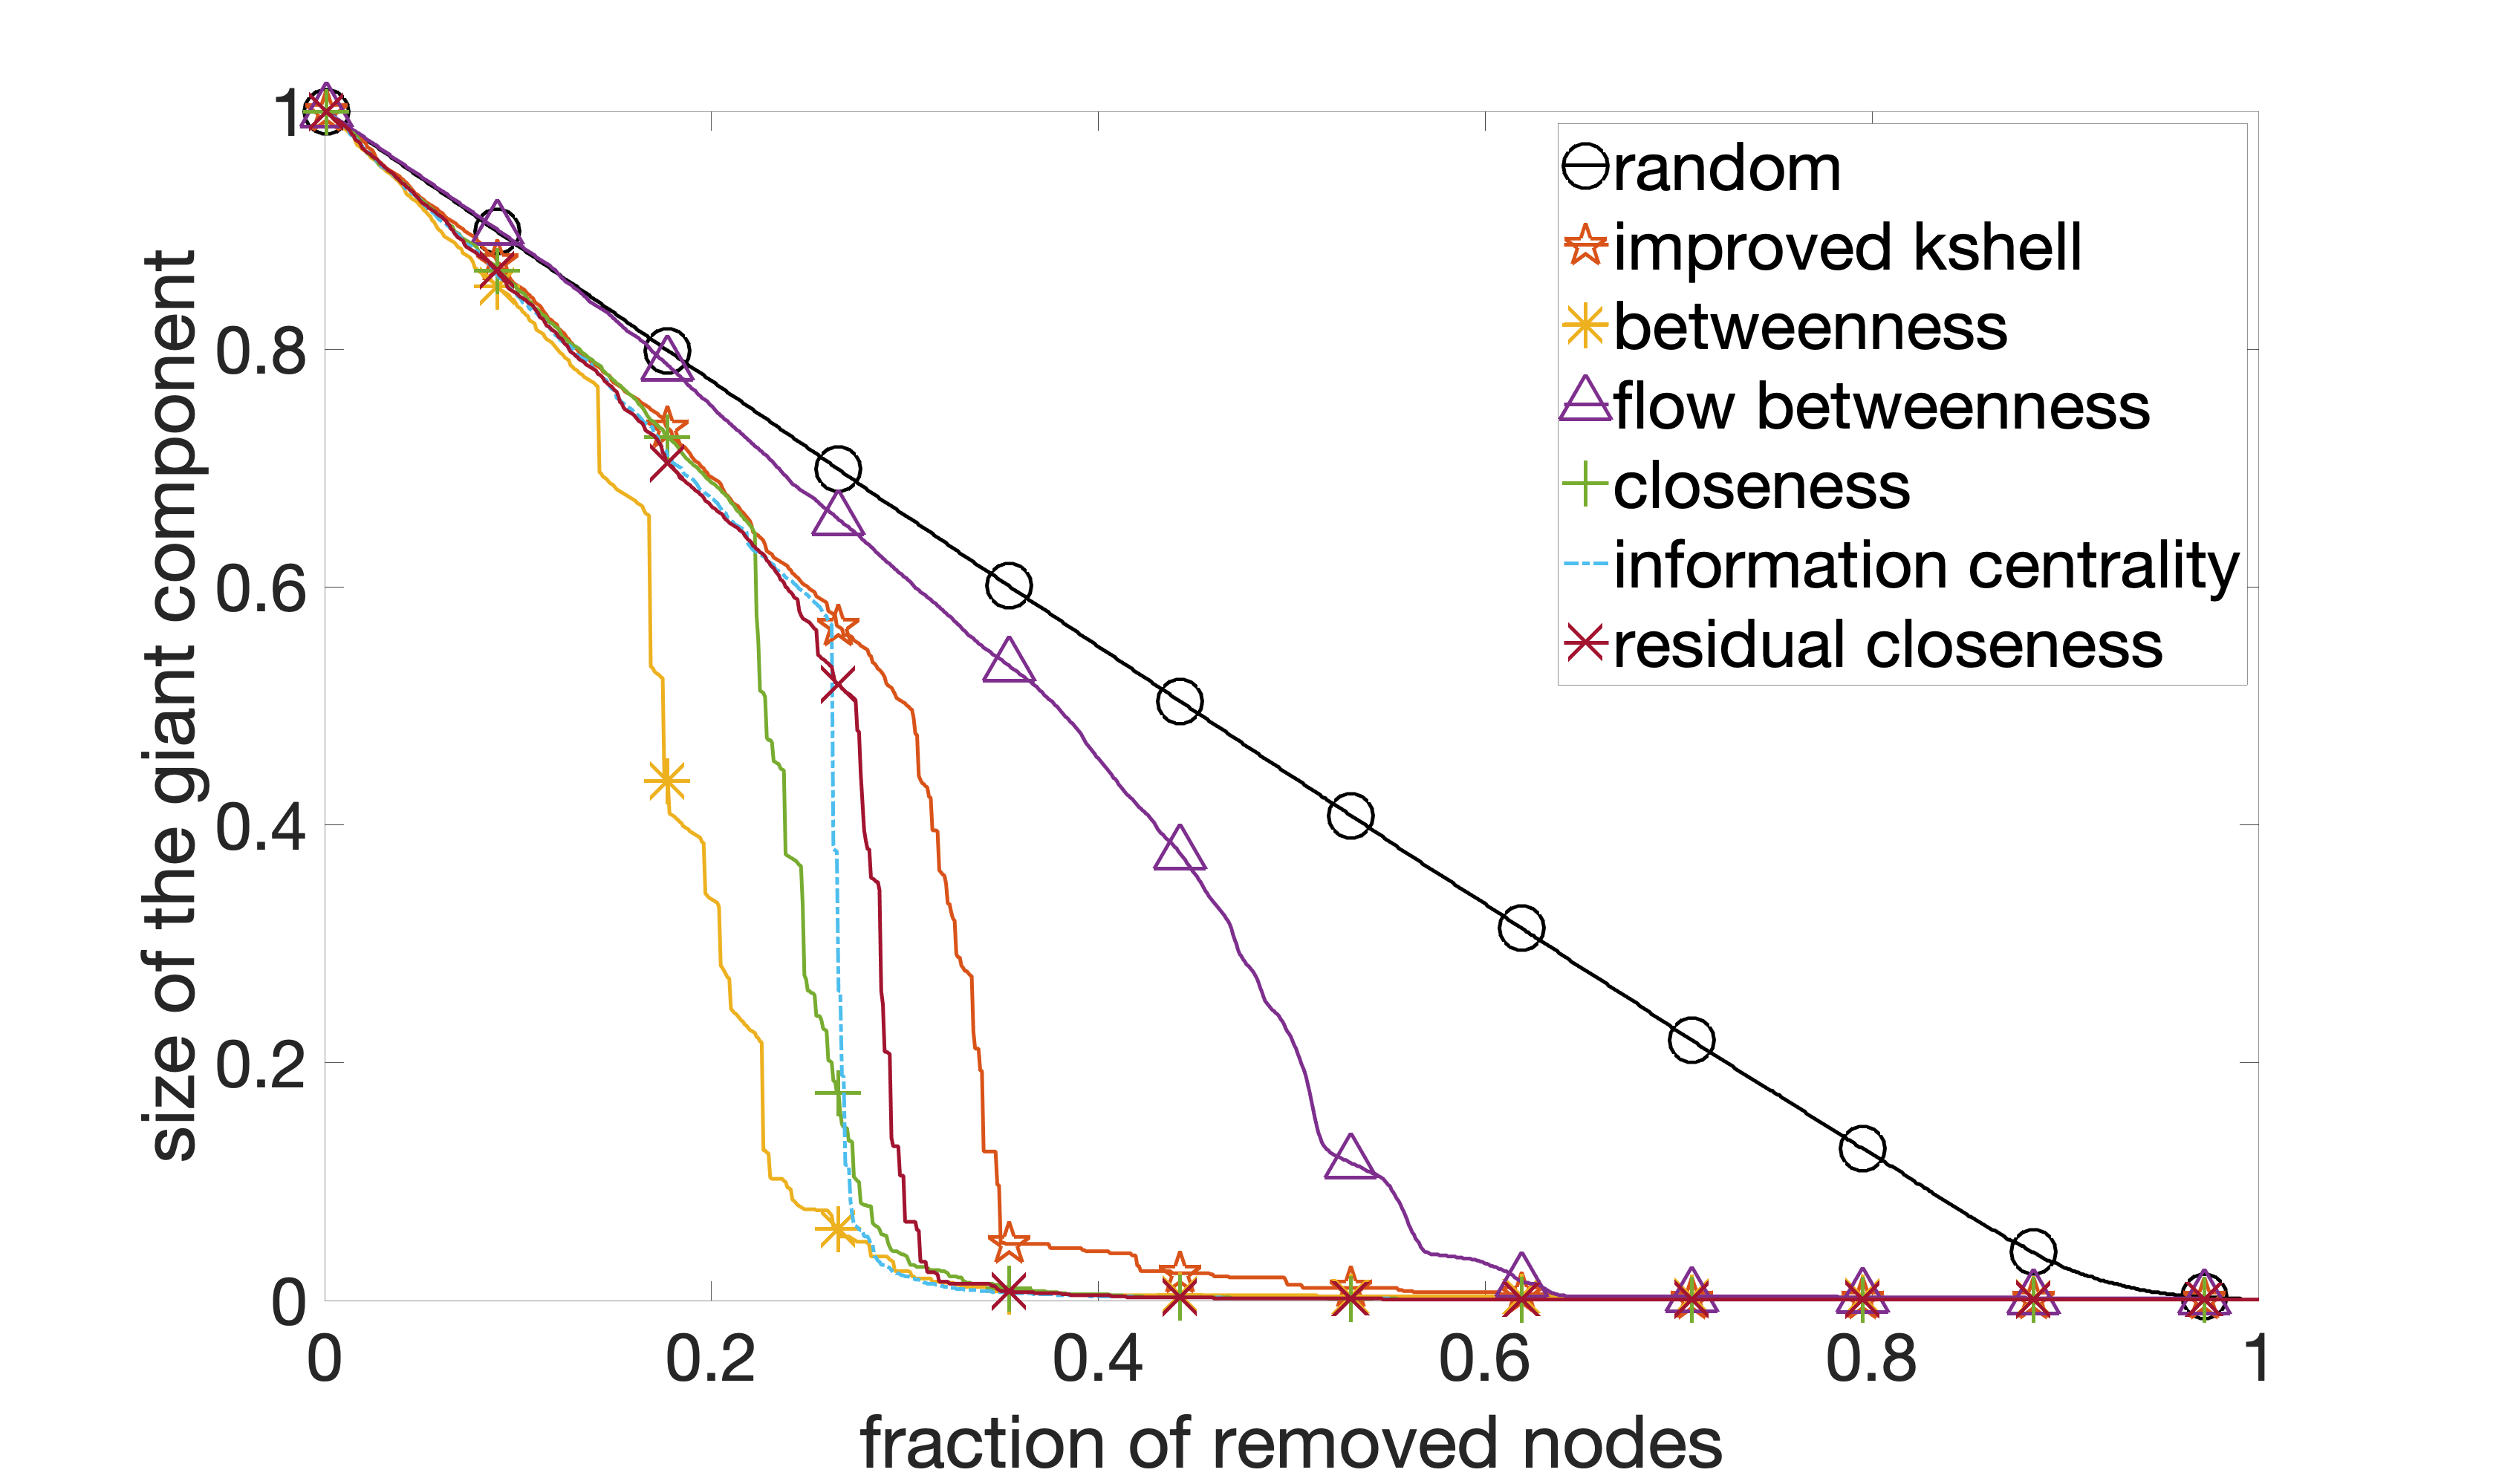 size of the giant component
1
0.8
0.6
0.4
0.2
0
0 0.2 0.4 0.6 0.8 1
fraction of removed nodes
random
improved kshell
betweenness
flow betweenness
closeness
information centrality
residual closeness